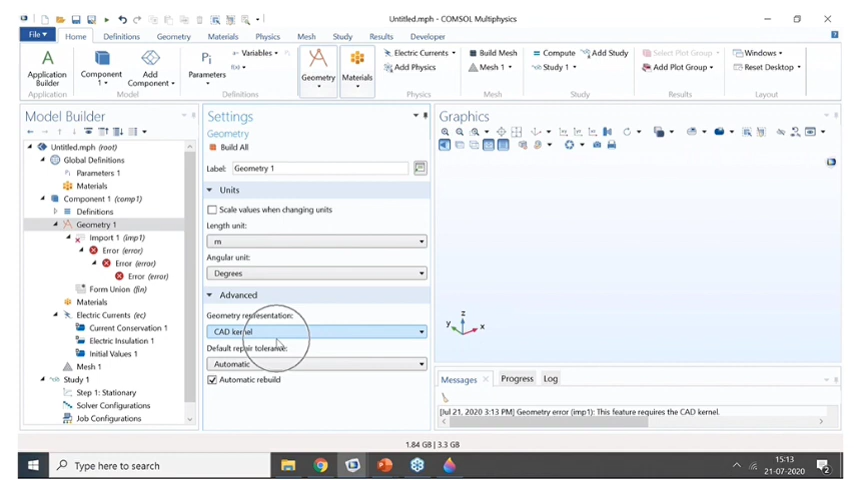 Untitled.mph - COMSOL Multiphysics
File Home Definitions Geometry Materials Physics Mesh Study Results Developer
Application Builder
Component 1
Add Component
Pi
Parameters
Variables
f(x)
Geometry
Materials
Electric Currents
Add Physics
Build Mesh
Mesh 1
Compute
Add Study
Study 1
Select Plot Group
Add Plot Group
Windows
Reset Desktop
Application Model Definitions Physics Mesh Study Results Layout
Model Builder
Untitled.mph (root)
Global Definitions
Parameters 1
Materials
Component 1 (comp1)
Definitions
Geometry 1
Import 1 (imp1)
Error (error)
Error (error)
Error (error)
Form Union (fin)
Materials
Electric Currents (ec)
Current Conservation 1
Electric Insulation 1
Initial Values 1
Mesh 1
Study 1
Step 1: Stationary
Solver Configurations
Job Configurations
Settings
Geometry
Build All
Label: Geometry 1
Units
Scale values when changing units
Length unit:
m
Angular unit:
Degrees
Advanced
Geometry representation:
CAD kernel
Default repair tolerance:
Automatic
Automatic rebuild
Graphics
z
y
x
Messages Progress Log
[Jul 21, 2020 3:13 PM] Geometry error (imp1): This feature requires the CAD kernel.
1.84 GB | 3.3 GB
Type here to search
15:13
21-07-2020
2